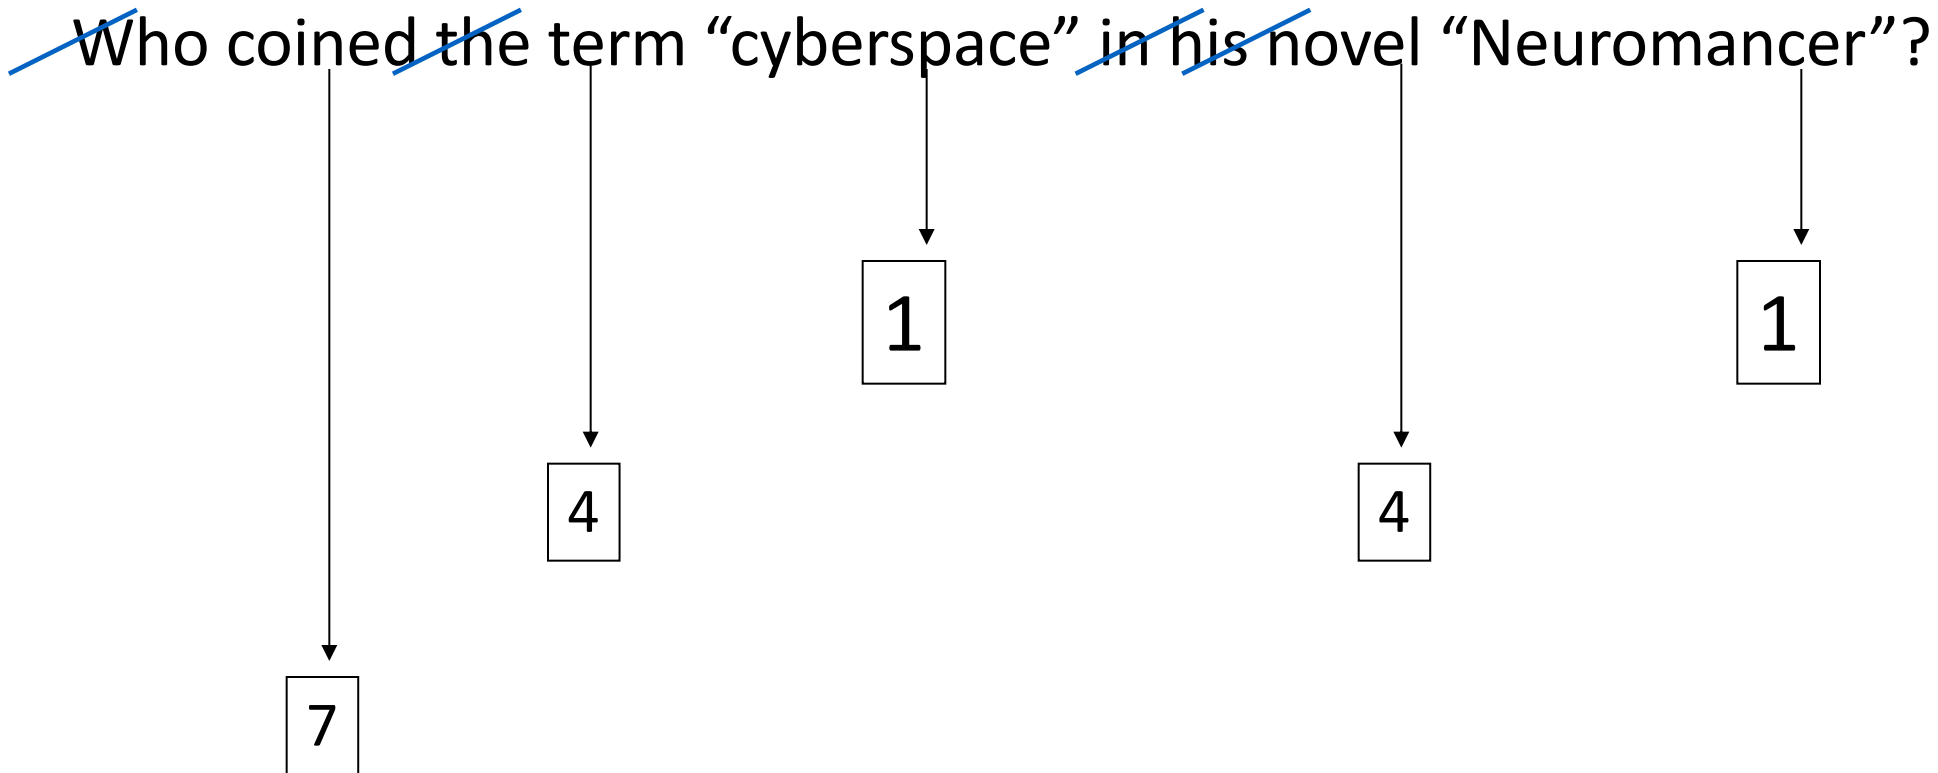 Who coined the term “cyberspace” in his novel “Neuromancer”?
1 1
4 4
7